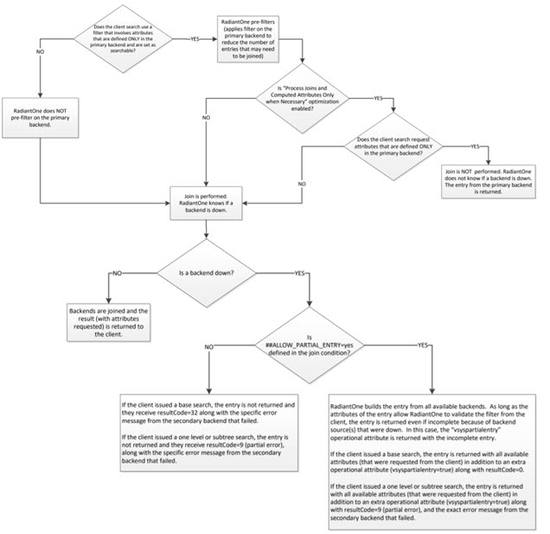 Does the client search use a
filter that involves attributes
that are defined ONLY in the
primary backend and are set as
searchable?
YES
RadiantOne pre-filters
(applies filter on the
primary backend to
reduce the number of
entries that may need
to be joined)
NO
RadiantOne does NOT
pre-filter on the primary
backend.
Is "Process Joins and
Computed Attributes Only
when Necessary" optimization
enabled?
YES
NO
Does the client search request
attributes that are defined ONLY
in the primary backend?
YES
NO
Join is NOT performed. RadiantOne
does not know if a backend is down.
The entry from the primary backend
is returned.
Join is performed.
RadiantOne knows if a
backend is down.
Is a backend down?
NO
YES
Backends are joined and the
result (with attributes
requested) is returned to
the client.
Is
##ALLOW_PARTIAL_ENTRY=yes
defined in the join condition?
NO
YES
If the client issued a base search, the entry is not returned and
they receive resultCode=32 along with the specific error
message from the secondary backend that failed.
If the client issued a one level or subtree search, the entry is
not returned and they receive resultCode=9 (partial error),
along with the specific error message from the secondary
backend that failed.
RadiantOne builds the entry from all available backends. As long as the
attributes of the entry allow RadiantOne to validate the filter from the
client, the entry is returned even if incomplete because of backend
source(s) that were down. In this case, the "vsyspartialentry"
operational attribute is returned with the incomplete entry.
If the client issued a base search, the entry is returned with all available
attributes (that were requested from the client) in addition to an extra
operational attribute (vsyspartialentry=true) along with resultCode=0.
If the client issued a one level or subtree search, the entry is returned
with all available attributes (that were requested from the client) in
addition to an extra operational attribute (vsyspartialentry=true) along
with resultCode=9 (partial error), and the exact error message from the
secondary backend that failed.